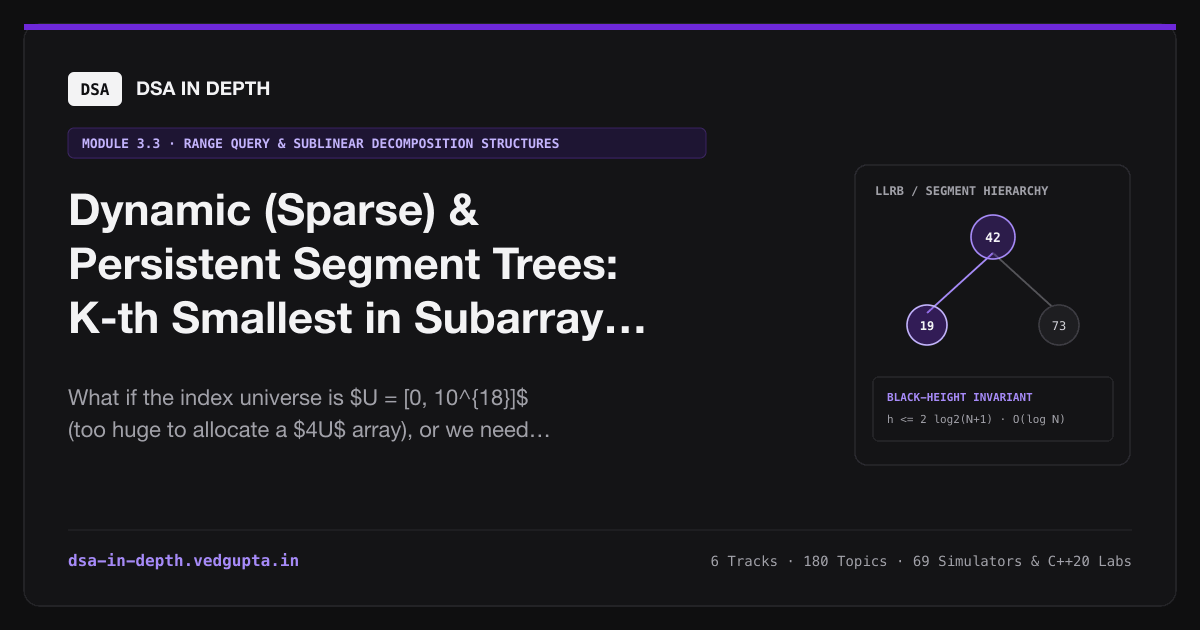 DSA
DSA IN DEPTH
MODULE 3.3 · RANGE QUERY & SUBLINEAR DECOMPOSITION STRUCTURES
Dynamic (Sparse) &
Persistent Segment Trees:
K-th Smallest in Subarray...
What if the index universe is $U = [0, 10^{18}]$
(too huge to allocate a $4U$ array), or we need...
LLRB / SEGMENT HIERARCHY
42
19
73
BLACK-HEIGHT INVARIANT
h <= 2 log2(N+1) · O(log N)
dsa-in-depth.vedgupta.in
6 Tracks · 180 Topics · 69 Simulators & C++20 Labs